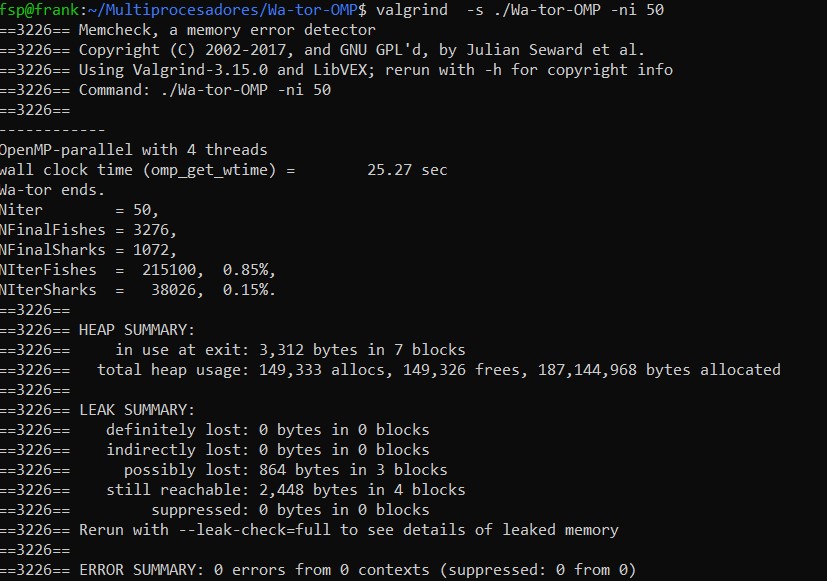 fsp@frank:~/Multiprocesadores/Wa-tor-OMP$ valgrind  -s ./Wa-tor-OMP -ni 50
==3226== Memcheck, a memory error detector
==3226== Copyright (C) 2002-2017, and GNU GPL'd, by Julian Seward et al.
==3226== Using Valgrind-3.15.0 and LibVEX; rerun with -h for copyright info
==3226== Command: ./Wa-tor-OMP -ni 50
==3226==
------------
OpenMP-parallel with 4 threads
wall clock time (omp_get_wtime) =         25.27 sec
Wa-tor ends.
Niter         = 50,
NFinalFishes = 3276,
NFinalSharks = 1072,
NIterFishes  =  215100,  0.85%,
NIterSharks  =   38026,  0.15%.
==3226==
==3226== HEAP SUMMARY:
==3226==     in use at exit: 3,312 bytes in 7 blocks
==3226==   total heap usage: 149,333 allocs, 149,326 frees, 187,144,968 bytes allocated
==3226==
==3226== LEAK SUMMARY:
==3226==    definitely lost: 0 bytes in 0 blocks
==3226==    indirectly lost: 0 bytes in 0 blocks
==3226==      possibly lost: 864 bytes in 3 blocks
==3226==    still reachable: 2,448 bytes in 4 blocks
==3226==         suppressed: 0 bytes in 0 blocks
==3226== Rerun with --leak-check=full to see details of leaked memory
==3226==
==3226== ERROR SUMMARY: 0 errors from 0 contexts (suppressed: 0 from 0)